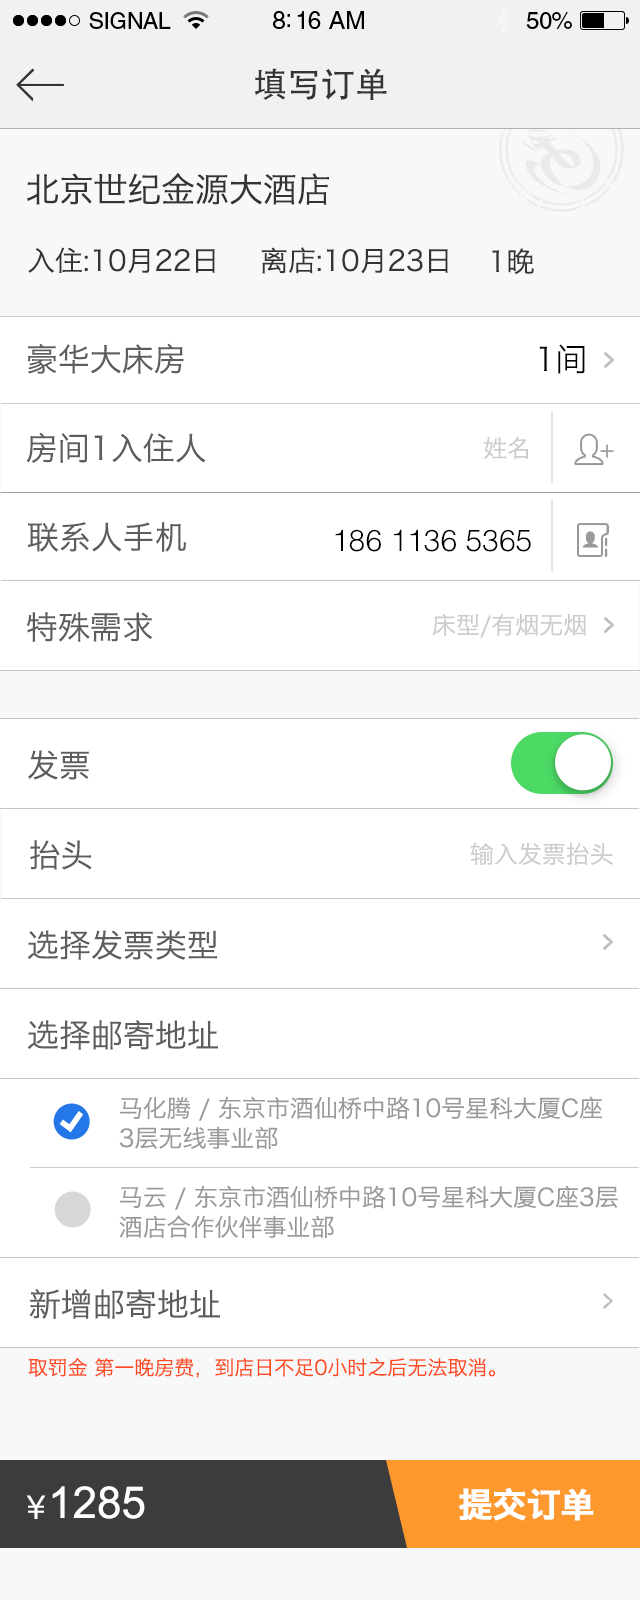 SIGNAL 8:16 AM 50%
填写订单
北京世纪金源大酒店
入住:10月22日 离店:10月23日 1晚
豪华大床房 1间
房间1入住人 姓名
联系人手机 186 1136 5365
特殊需求 床型/有烟无烟
发票
抬头 输入发票抬头
选择发票类型
选择邮寄地址
马化腾 / 东京市酒仙桥中路10号星科大厦C座
3层无线事业部
马云 / 东京市酒仙桥中路10号星科大厦C座3层
酒店合作伙伴事业部
新增邮寄地址
取罚金 第一晚房费，到店日不足0小时之后无法取消。
¥1285 提交订单